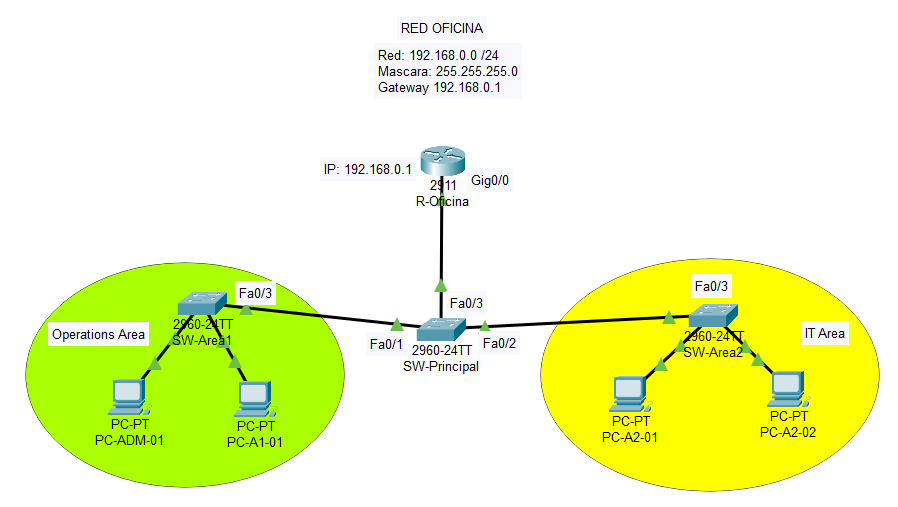 RED OFICINA
Red: 192.168.0.0 /24
Mascara: 255.255.255.0
Gateway 192.168.0.1
IP: 192.168.0.1
Gig0/0
2911
R-Oficina
Fa0/3
Operations Area
2960-24TT
SW-Area1
PC-PT
PC-ADM-01
PC-PT
PC-A1-01
Fa0/3
Fa0/1
Fa0/2
2960-24TT
SW-Principal
Fa0/3
IT Area
2960-24TT
SW-Area2
PC-PT
PC-A2-01
PC-PT
PC-A2-02